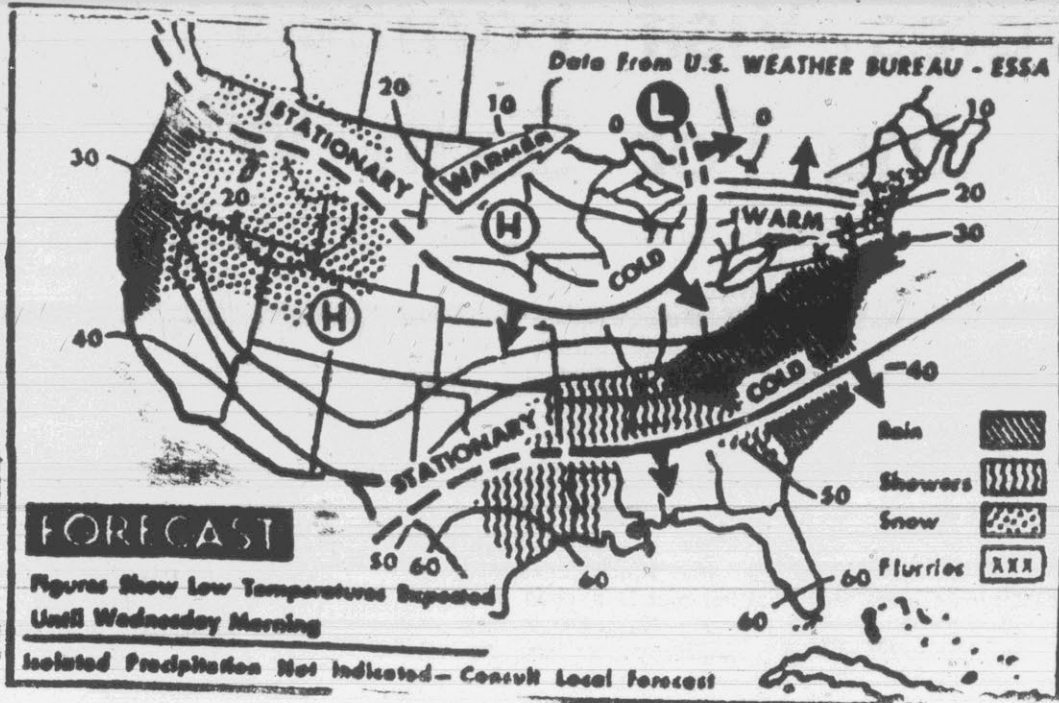 Data From U.S. WEATHER BUREAU - ESSA
20
10
0
L
0
10
STATIONARY
WARMER
30
20
H
WARM
20
30
COLD
H
40
COLD
40
STATIONARY
Rain
Showers
50
Snow
FORECAST
50 60
60
60
Flurries
60
Figures Show Low Temperatures Expected
Until Wednesday Morning
Isolated Precipitation Not Indicated— Consult Local Forecast